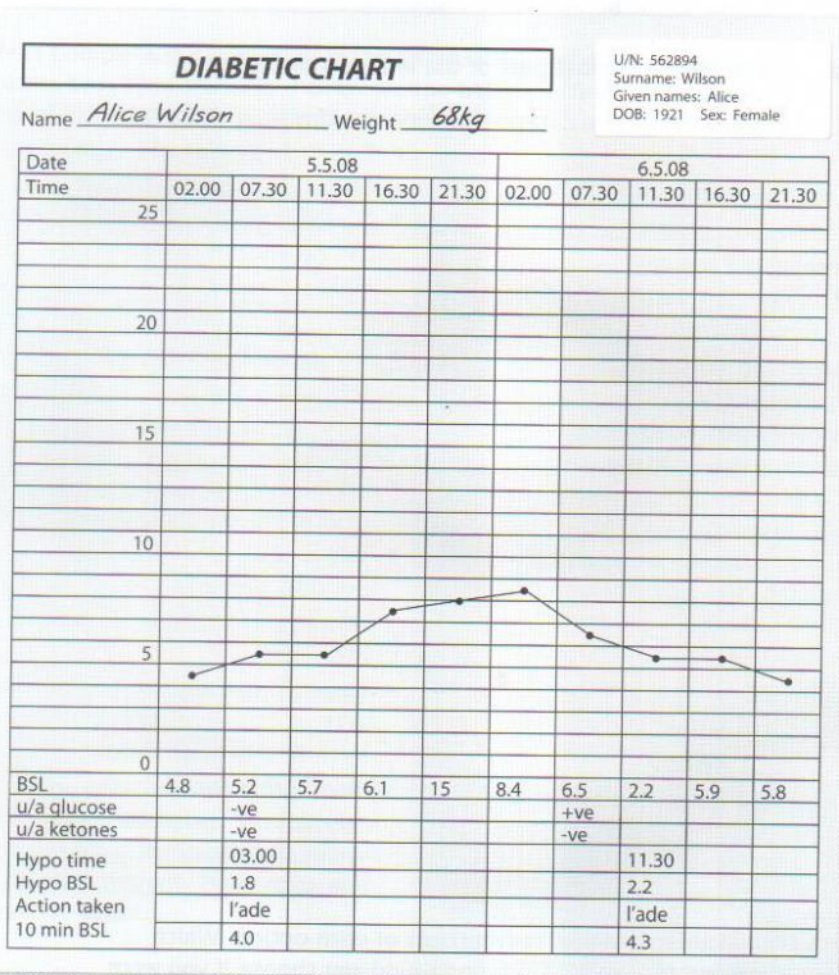 DIABETIC CHART
U/N: 562894
Surname: Wilson
Given names: Alice
DOB: 1921 Sex: Female
Name Alice Wilson Weight 68kg
Date 5.5.08 6.5.08
Time 02.00 07.30 11.30 16.30 21.30 02.00 07.30 11.30 16.30 21.30
25
20
15
10
5
0
BSL 4.8 5.2 5.7 6.1 15 8.4 6.5 2.2 5.9 5.8
u/a glucose -ve +ve
u/a ketones -ve -ve
Hypo time 03.00 11.30
Hypo BSL 1.8 2.2
Action taken l'ade l'ade
10 min BSL 4.0 4.3